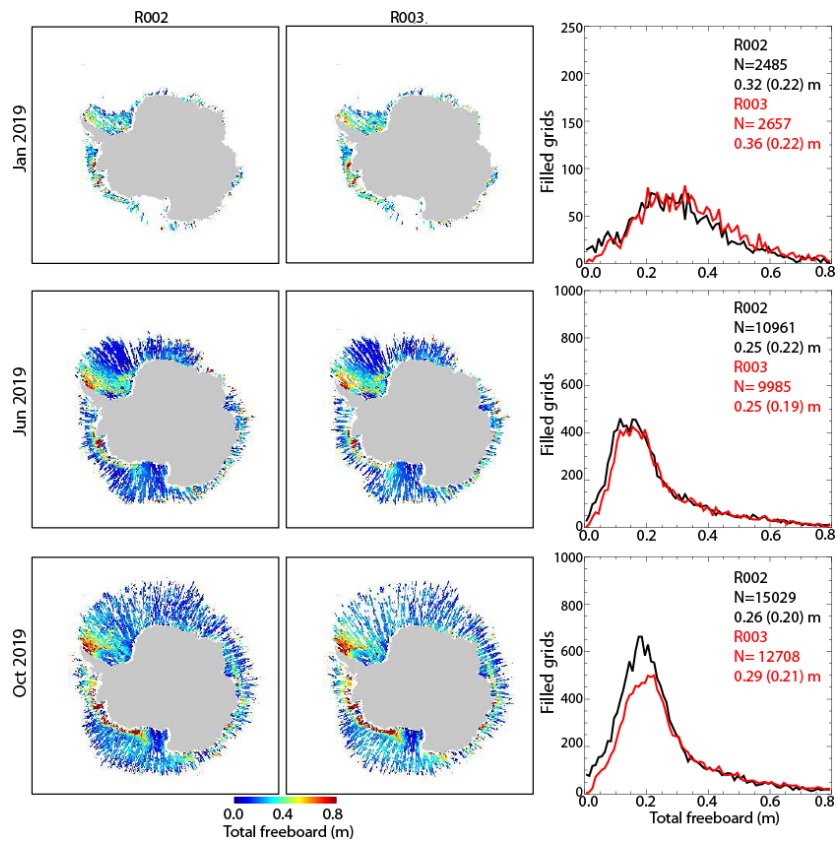 R002
R003
Jan 2019
Filled grids
250
200
150
100
50
0
0.0
0.2
0.4
0.6
0.8
R002
N=2485
0.32 (0.22) m
R003
N= 2657
0.36 (0.22) m
Jun 2019
Filled grids
1000
800
600
400
200
0
0.0
0.2
0.4
0.6
0.8
R002
N=10961
0.25 (0.22) m
R003
N= 9985
0.25 (0.19) m
Oct 2019
Filled grids
1000
800
600
400
200
0
0.0
0.2
0.4
0.6
0.8
Total freeboard (m)
R002
N=15029
0.26 (0.20) m
R003
N= 12708
0.29 (0.21) m
0.0
0.4
0.8
Total freeboard (m)